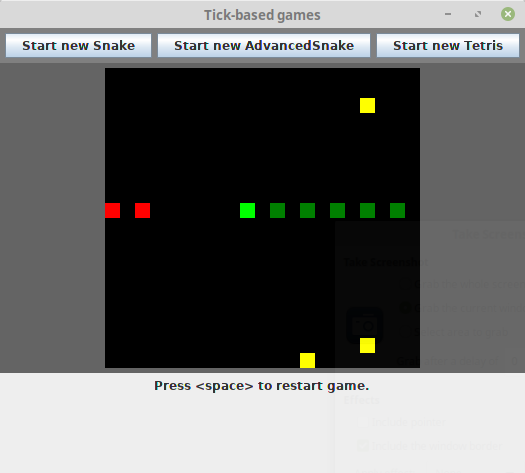 Tick-based games
Start new Snake
Start new AdvancedSnake
Start new Tetris
Press <space> to restart game.